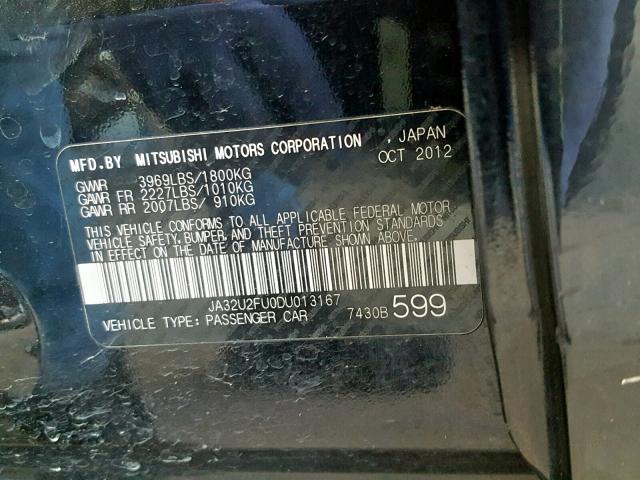 MFD.BY MITSUBISHI MOTORS CORPORATION , JAPAN
OCT 2012
GVWR 3969LBS/1800KG
GAWR FR 2227LBS/1010KG
GAWR RR 2007LBS/ 910KG
THIS VEHICLE CONFORMS TO ALL APPLICABLE FEDERAL MOTOR
VEHICLE SAFETY, BUMPER, AND THEFT PREVENTION STANDARDS
IN EFFECT ON THE DATE OF MANUFACTURE SHOWN ABOVE.
JA32U2FU0DU013167
VEHICLE TYPE: PASSENGER CAR 7430B 599